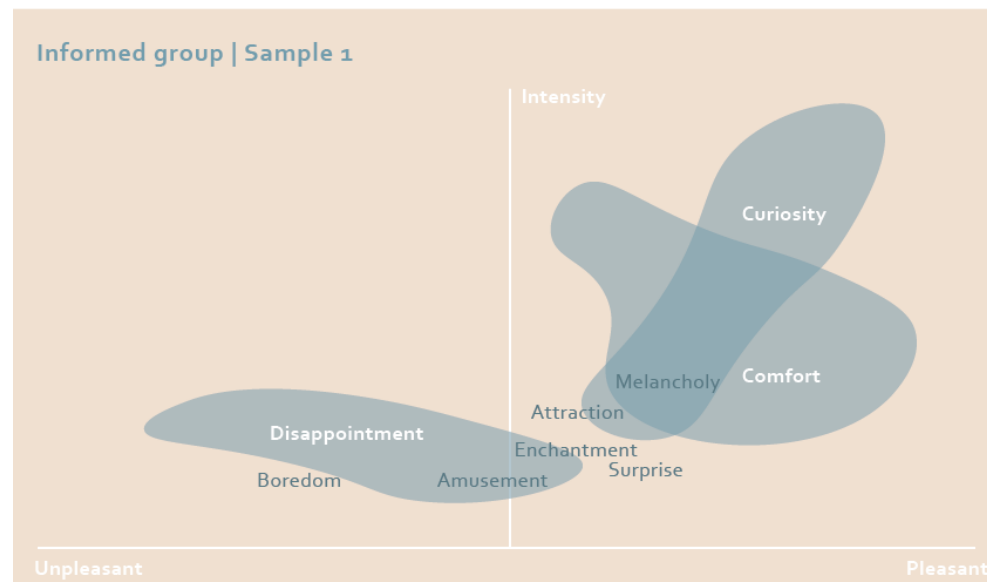 Informed group | Sample 1
Intensity
Curiosity
Comfort
Melancholy
Attraction
Disappointment
Enchantment
Surprise
Boredom
Amusement
Unpleasant
Pleasant